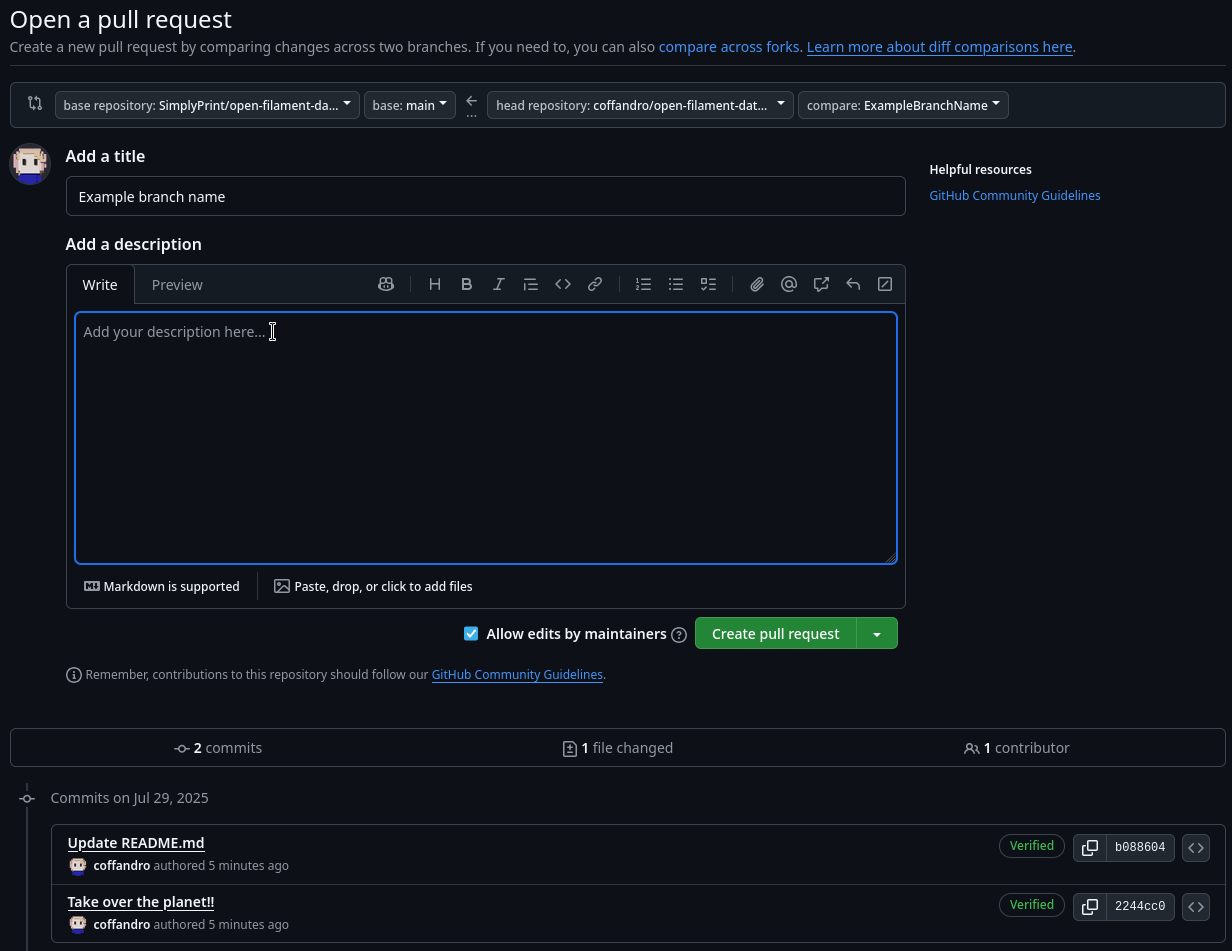 Open a pull request
Create a new pull request by comparing changes across two branches. If you need to, you can also compare across forks. Learn more about diff comparisons here.
base repository: SimplyPrint/open-filament-da... base: main ... head repository: coffandro/open-filament-dat... compare: ExampleBranchName
Add a title
Helpful resources
Example branch name
GitHub Community Guidelines
Add a description
Write Preview
Add your description here...
Markdown is supported Paste, drop, or click to add files
Allow edits by maintainers Create pull request
Remember, contributions to this repository should follow our GitHub Community Guidelines.
2 commits 1 file changed 1 contributor
Commits on Jul 29, 2025
Update README.md
Verified b088604
coffandro authored 5 minutes ago
Take over the planet!!
Verified 2244cc0
coffandro authored 5 minutes ago